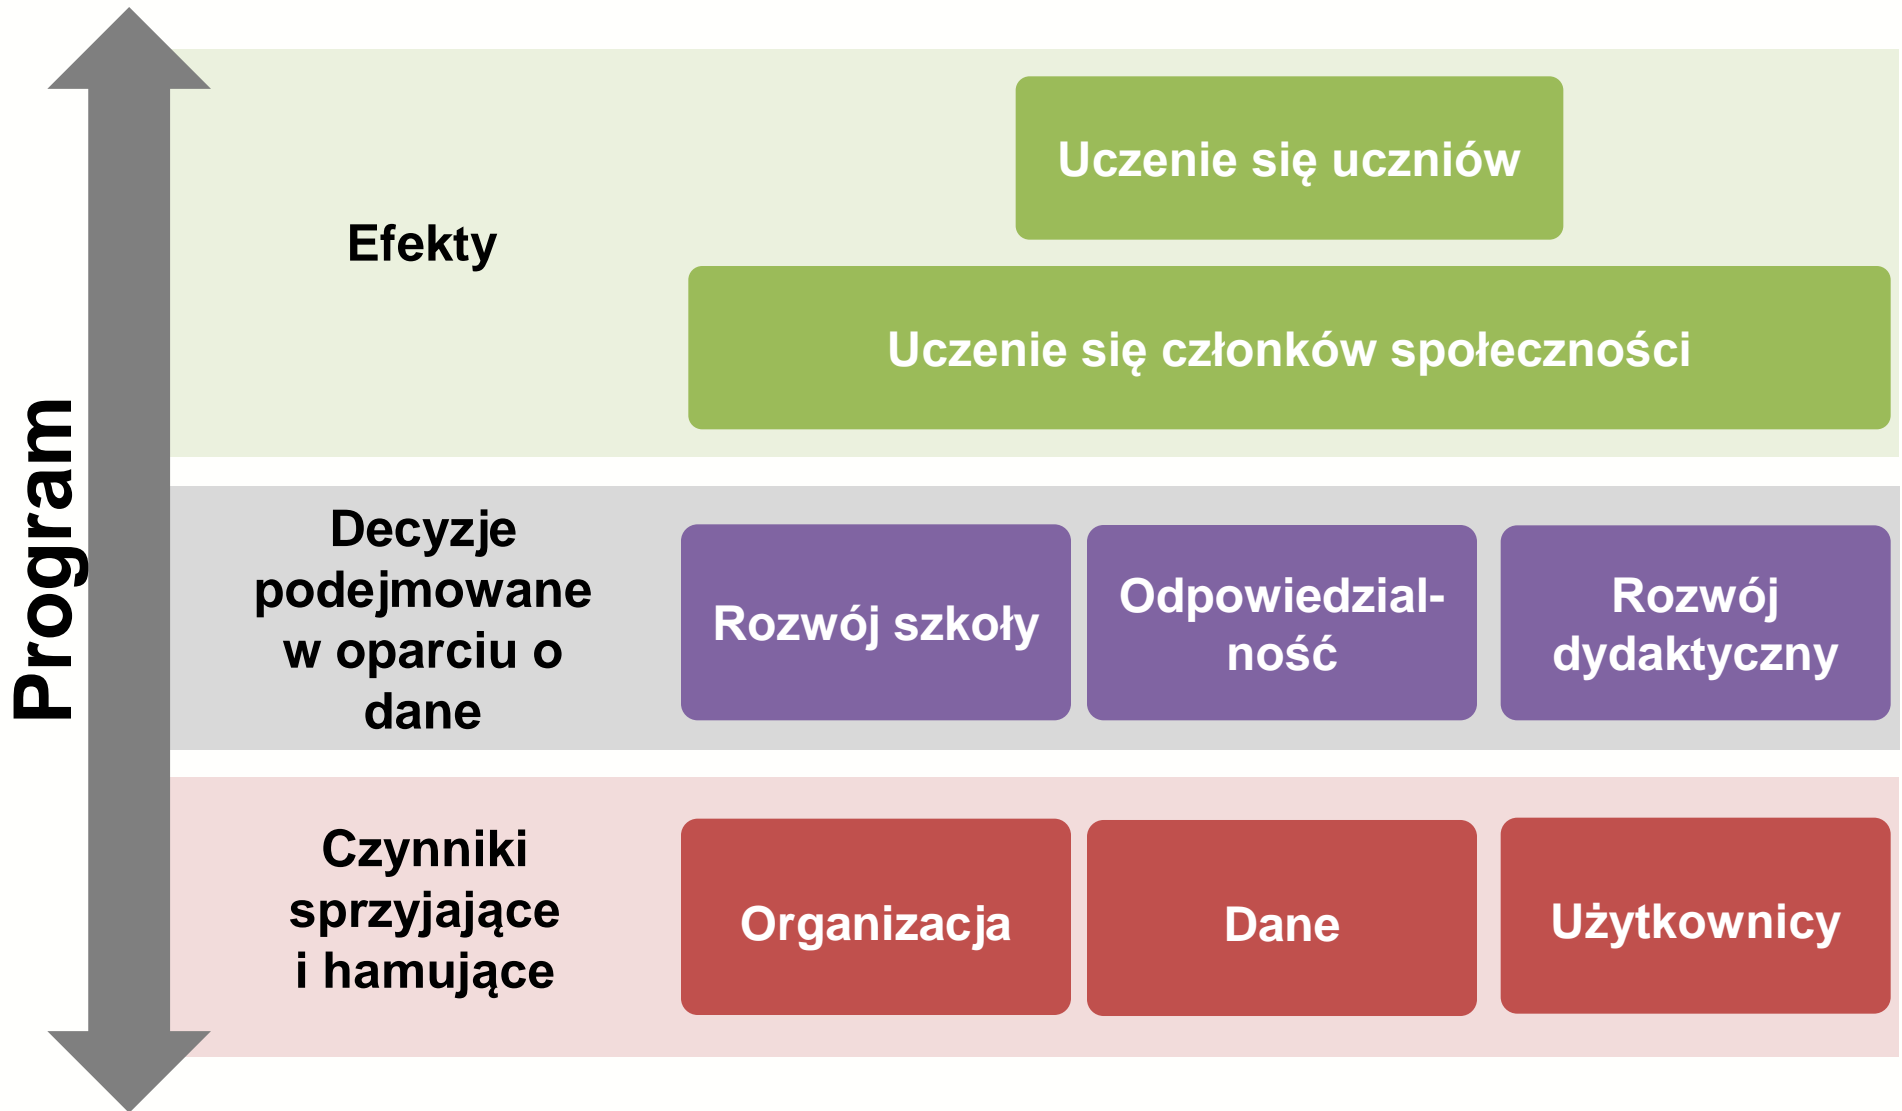 Program
Efekty
Uczenie się uczniów
Uczenie się członków społeczności
Decyzje
podejmowane
w oparciu o
dane
Rozwój szkoły
Odpowiedzial-
ność
Rozwój
dydaktyczny
Czynniki
sprzyjające
i hamujące
Organizacja
Dane
Użytkownicy